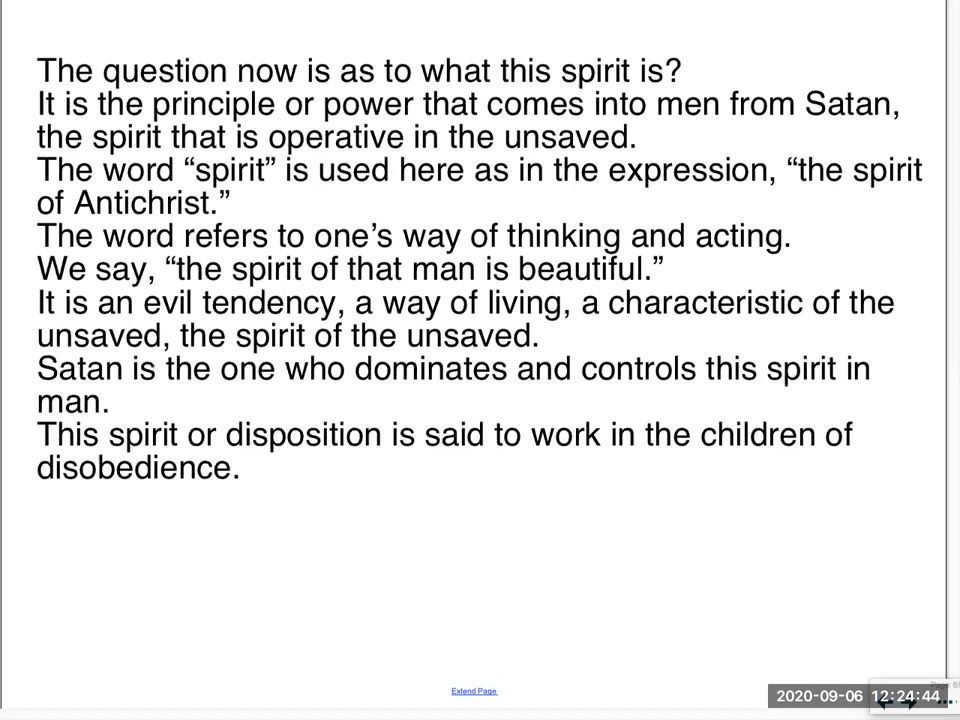 The question now is as to what this spirit is?
It is the principle or power that comes into men from Satan,
the spirit that is operative in the unsaved.
The word “spirit” is used here as in the expression, “the spirit
of Antichrist.”
The word refers to one’s way of thinking and acting.
We say, “the spirit of that man is beautiful.”
It is an evil tendency, a way of living, a characteristic of the
unsaved, the spirit of the unsaved.
Satan is the one who dominates and controls this spirit in
man.
This spirit or disposition is said to work in the children of
disobedience.
Extend Page
2020-09-06 12:24:44